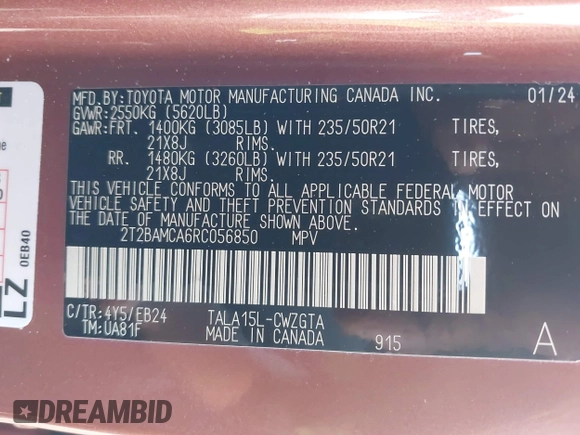 MFD.BY:TOYOTA MOTOR MANUFACTURING CANADA INC. 01/24
GVWR:2550KG (5620LB)
GAWR:FRT. 1400KG (3085LB) WITH 235/50R21 TIRES,
21X8J RIMS.
RR. 1480KG (3260LB) WITH 235/50R21 TIRES,
21X8J RIMS.
THIS VEHICLE CONFORMS TO ALL APPLICABLE FEDERAL MOTOR
VEHICLE SAFETY AND THEFT PREVENTION STANDARDS IN EFFECT ON
THE DATE OF MANUFACTURE SHOWN ABOVE.
2T2BAMCA6RC056850 MPV
C/TR:4Y5/EB24 TALA15L-CWZGTA
TM:UA81F MADE IN CANADA 915 A
0EB40
LZ
DREAMBID